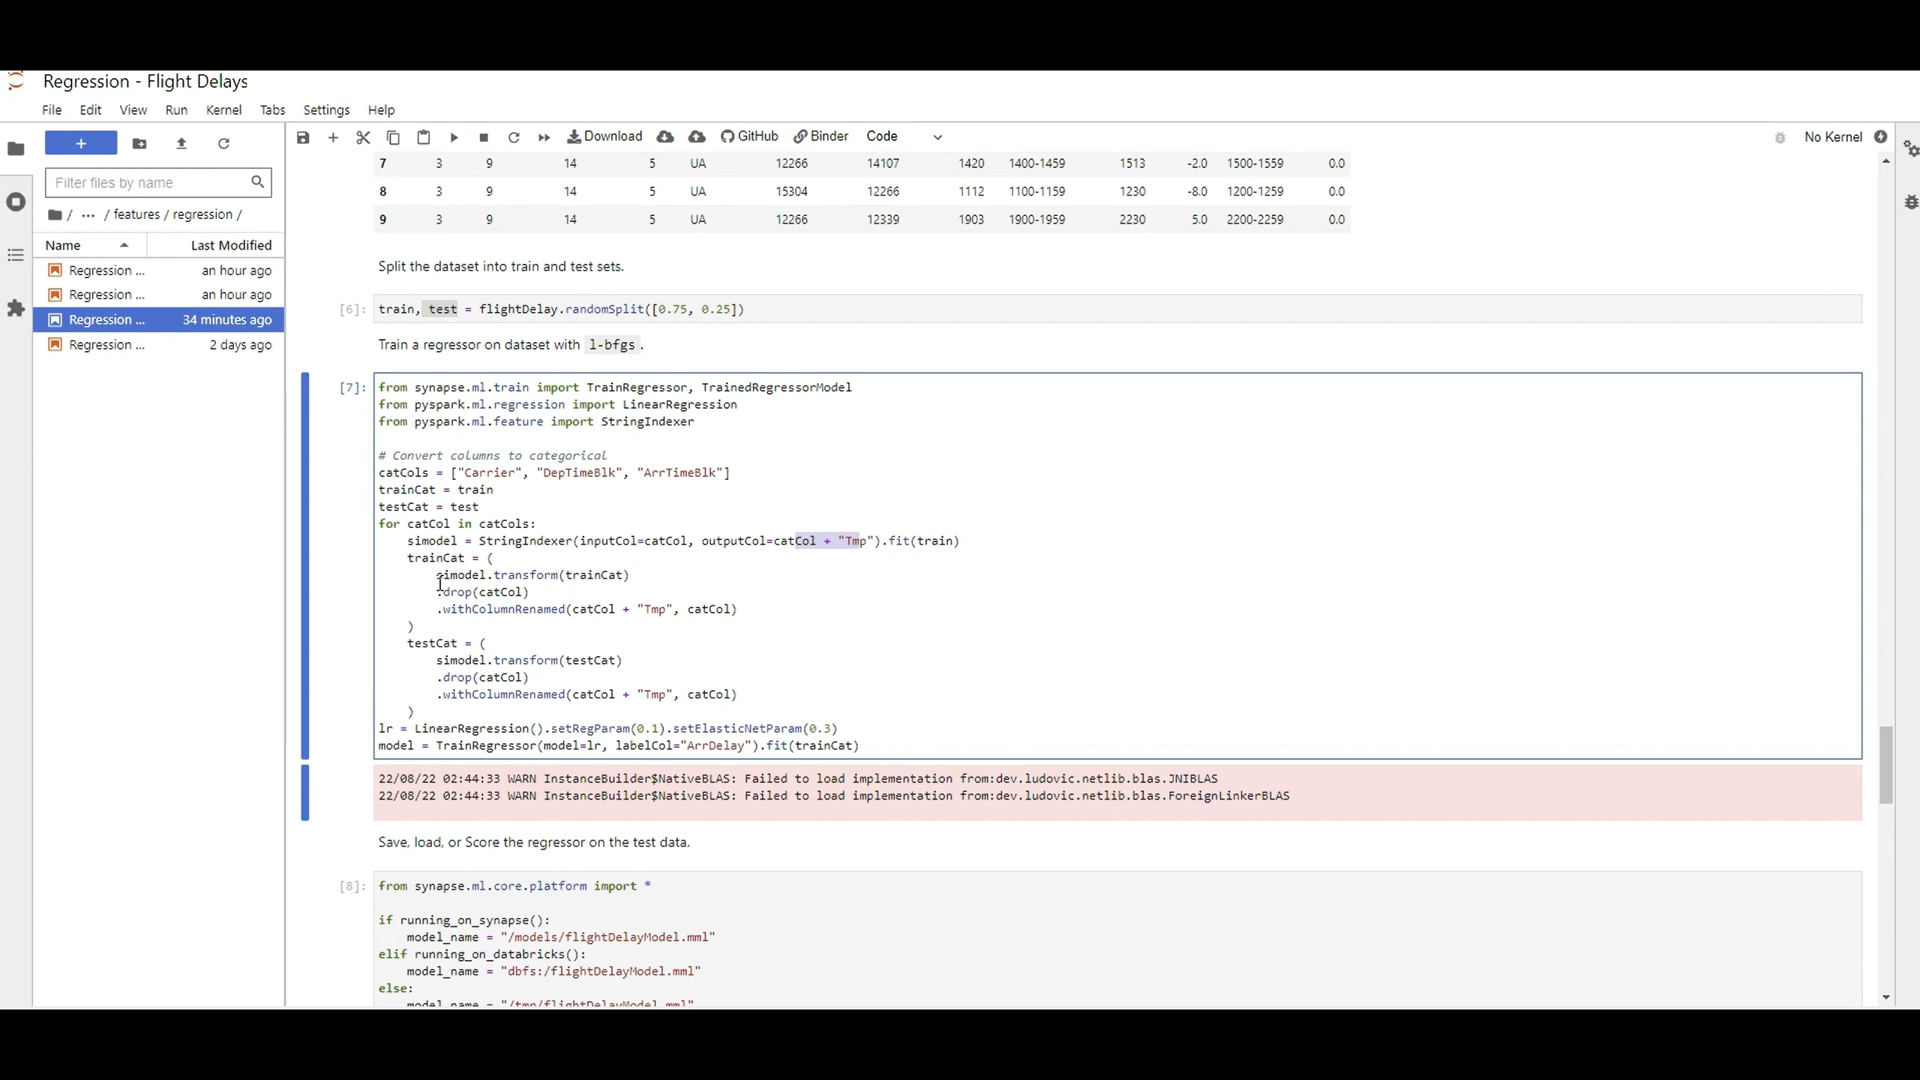 Regression - Flight Delays
File Edit View Run Kernel Tabs Settings Help
Download GitHub Binder Code No Kernel
Filter files by name
/ ··· / features / regression /
Name Last Modified
Regression ... an hour ago
Regression ... an hour ago
Regression ... 34 minutes ago
Regression ... 2 days ago
7 3 9 14 5 UA 12266 14107 1420 1400-1459 1513 -2.0 1500-1559 0.0
8 3 9 14 5 UA 15304 12266 1112 1100-1159 1230 -8.0 1200-1259 0.0
9 3 9 14 5 UA 12266 12339 1903 1900-1959 2230 5.0 2200-2259 0.0
Split the dataset into train and test sets.
[6]: train, test = flightDelay.randomSplit([0.75, 0.25])
Train a regressor on dataset with l-bfgs .
[7]: from synapse.ml.train import TrainRegressor, TrainedRegressorModel
from pyspark.ml.regression import LinearRegression
from pyspark.ml.feature import StringIndexer
# Convert columns to categorical
catCols = ["Carrier", "DepTimeBlk", "ArrTimeBlk"]
trainCat = train
testCat = test
for catCol in catCols:
simodel = StringIndexer(inputCol=catCol, outputCol=catCol + "Tmp").fit(train)
trainCat = (
simodel.transform(trainCat)
.drop(catCol)
.withColumnRenamed(catCol + "Tmp", catCol)
)
testCat = (
simodel.transform(testCat)
.drop(catCol)
.withColumnRenamed(catCol + "Tmp", catCol)
)
lr = LinearRegression().setRegParam(0.1).setElasticNetParam(0.3)
model = TrainRegressor(model=lr, labelCol="ArrDelay").fit(trainCat)
22/08/22 02:44:33 WARN InstanceBuilder$NativeBLAS: Failed to load implementation from:dev.ludovic.netlib.blas.JNIBLAS
22/08/22 02:44:33 WARN InstanceBuilder$NativeBLAS: Failed to load implementation from:dev.ludovic.netlib.blas.ForeignLinkerBLAS
Save, load, or Score the regressor on the test data.
[8]: from synapse.ml.core.platform import *
if running_on_synapse():
model_name = "/models/flightDelayModel.mml"
elif running_on_databricks():
model_name = "dbfs:/flightDelayModel.mml"
else:
model_name = "/tmp/flightDelayModel.mml"